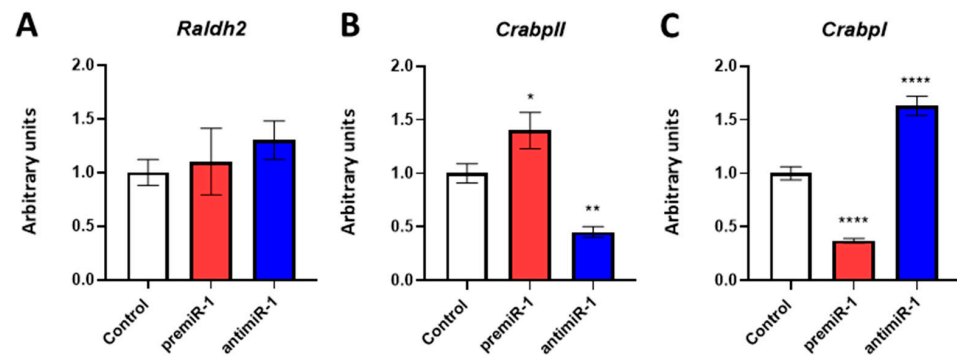 A
Raldh2
Arbitrary units
2.0
1.5
1.0
0.5
0.0
Control
premiR-1
antimiR-1
B
CrabpII
Arbitrary units
2.0
1.5
1.0
0.5
0.0
*
**
Control
premiR-1
antimiR-1
C
CrabpI
Arbitrary units
2.0
1.5
1.0
0.5
0.0
****
****
Control
premiR-1
antimiR-1